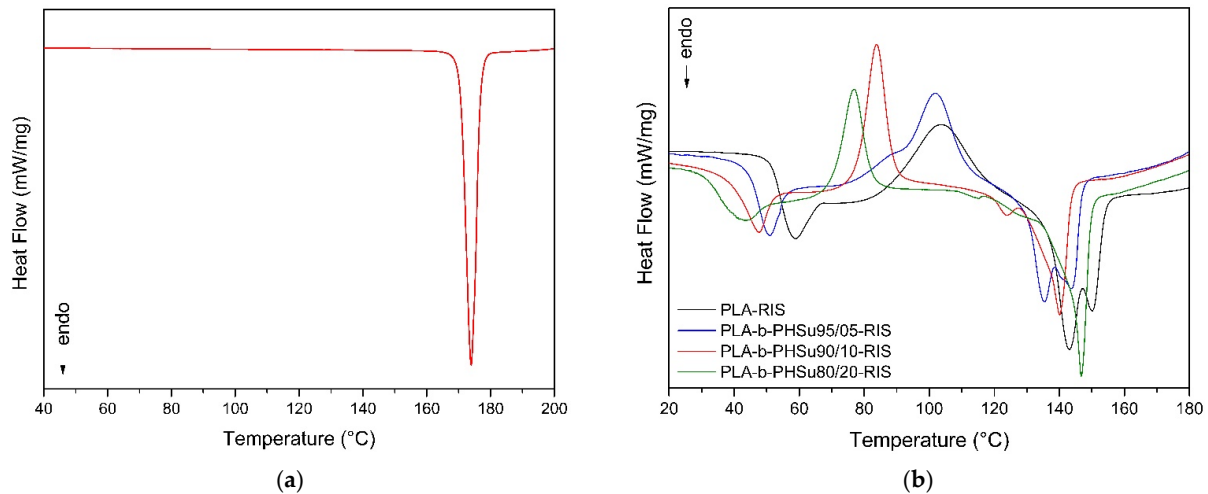 endo
Heat Flow (mW/mg)
40 60 80 100 120 140 160 180 200
Temperature (°C)
(a)
endo
Heat Flow (mW/mg)
PLA-RIS
PLA-b-PHSu95/05-RIS
PLA-b-PHSu90/10-RIS
PLA-b-PHSu80/20-RIS
20 40 60 80 100 120 140 160 180
Temperature (°C)
(b)